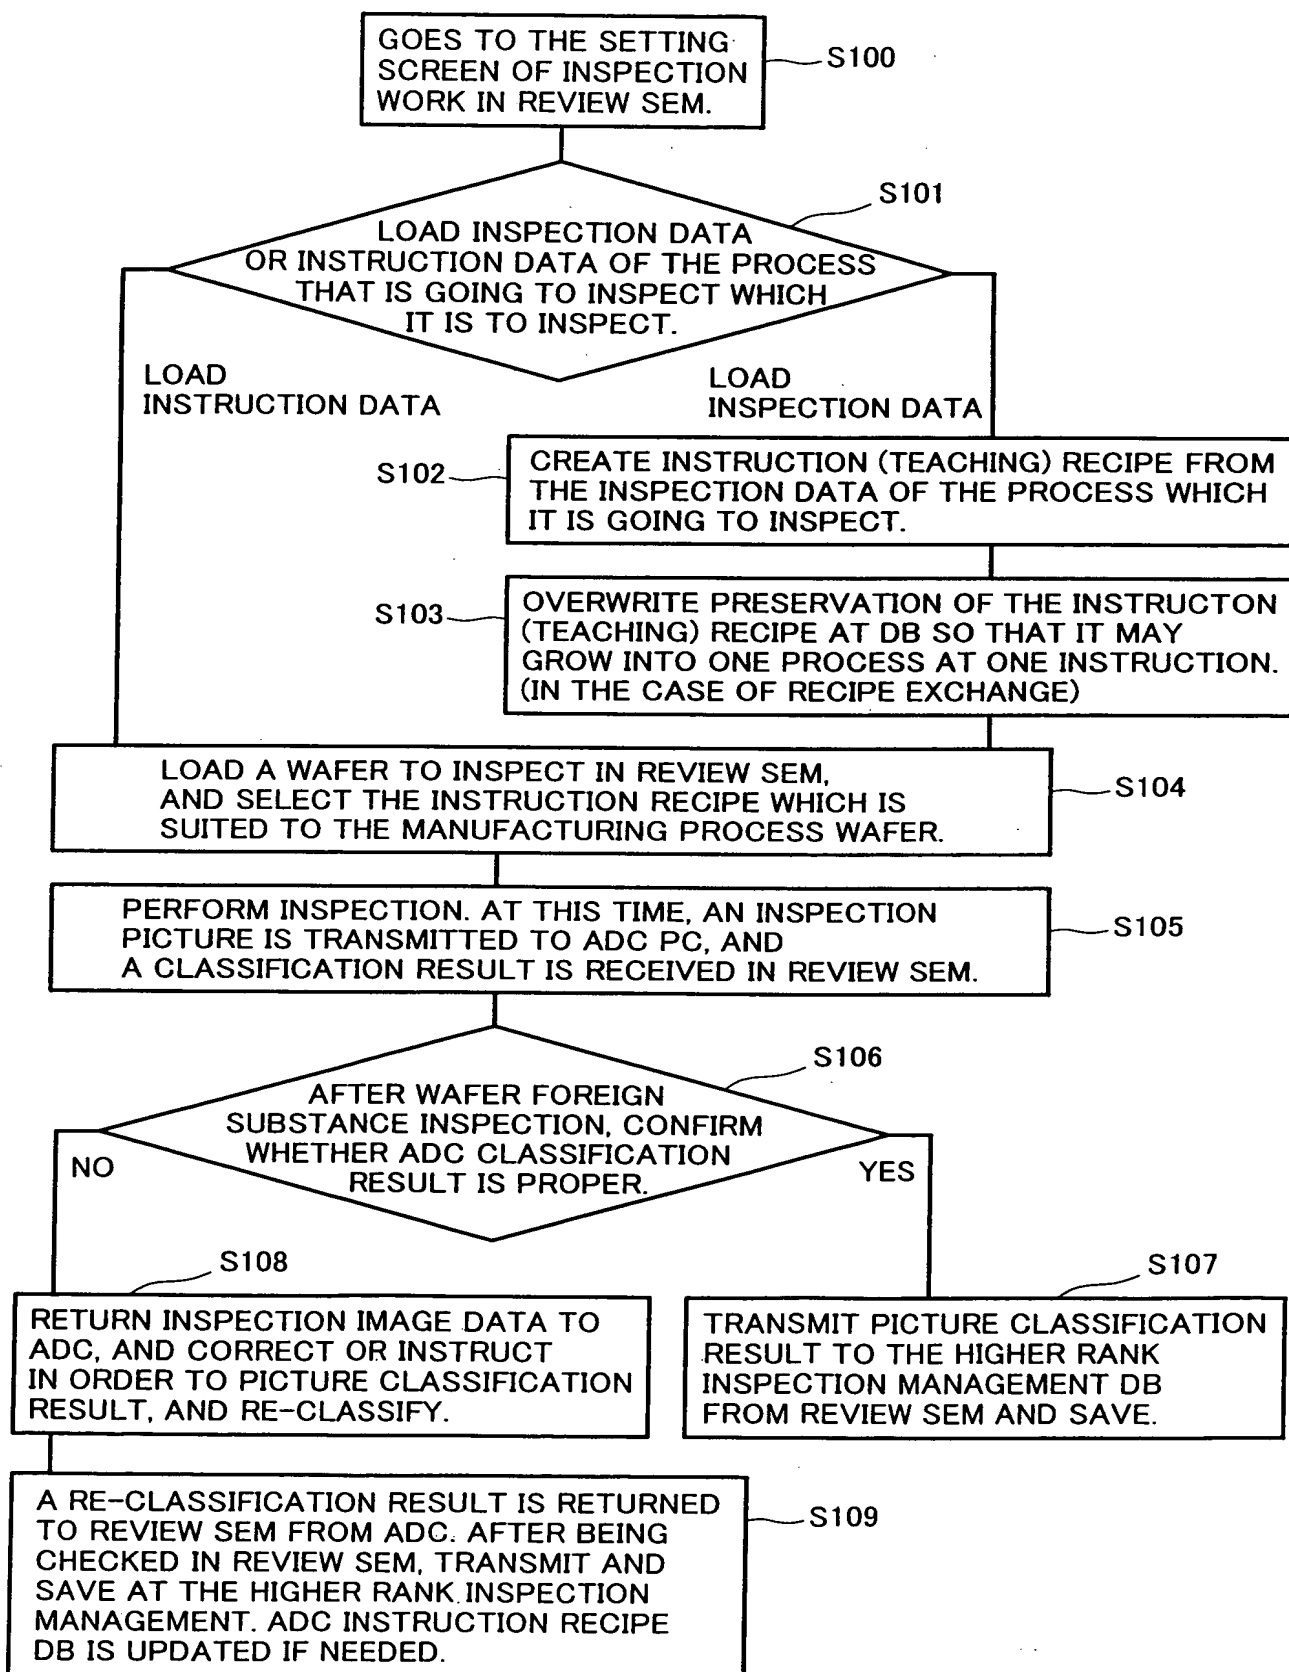 GOES TO THE SETTING
SCREEN OF INSPECTION
WORK IN REVIEW SEM.
S100
S101
LOAD INSPECTION DATA
OR INSTRUCTION DATA OF THE PROCESS
THAT IS GOING TO INSPECT WHICH
IT IS TO INSPECT.
LOAD
INSTRUCTION DATA
LOAD
INSPECTION DATA
S102
CREATE INSTRUCTION (TEACHING) RECIPE FROM
THE INSPECTION DATA OF THE PROCESS WHICH
IT IS GOING TO INSPECT.
S103
OVERWRITE PRESERVATION OF THE INSTRUCTON
(TEACHING) RECIPE AT DB SO THAT IT MAY
GROW INTO ONE PROCESS AT ONE INSTRUCTION.
(IN THE CASE OF RECIPE EXCHANGE)
LOAD A WAFER TO INSPECT IN REVIEW SEM,
AND SELECT THE INSTRUCTION RECIPE WHICH IS
SUITED TO THE MANUFACTURING PROCESS WAFER.
S104
PERFORM INSPECTION. AT THIS TIME, AN INSPECTION
PICTURE IS TRANSMITTED TO ADC PC, AND
A CLASSIFICATION RESULT IS RECEIVED IN REVIEW SEM.
S105
S106
AFTER WAFER FOREIGN
SUBSTANCE INSPECTION, CONFIRM
WHETHER ADC CLASSIFICATION
RESULT IS PROPER.
NO
YES
S108
RETURN INSPECTION IMAGE DATA TO
ADC, AND CORRECT OR INSTRUCT
IN ORDER TO PICTURE CLASSIFICATION
RESULT, AND RE-CLASSIFY.
S107
TRANSMIT PICTURE CLASSIFICATION
RESULT TO THE HIGHER RANK
INSPECTION MANAGEMENT DB
FROM REVIEW SEM AND SAVE.
A RE-CLASSIFICATION RESULT IS RETURNED
TO REVIEW SEM FROM ADC. AFTER BEING
CHECKED IN REVIEW SEM, TRANSMIT AND
SAVE AT THE HIGHER RANK INSPECTION
MANAGEMENT. ADC INSTRUCTION RECIPE
DB IS UPDATED IF NEEDED.
S109